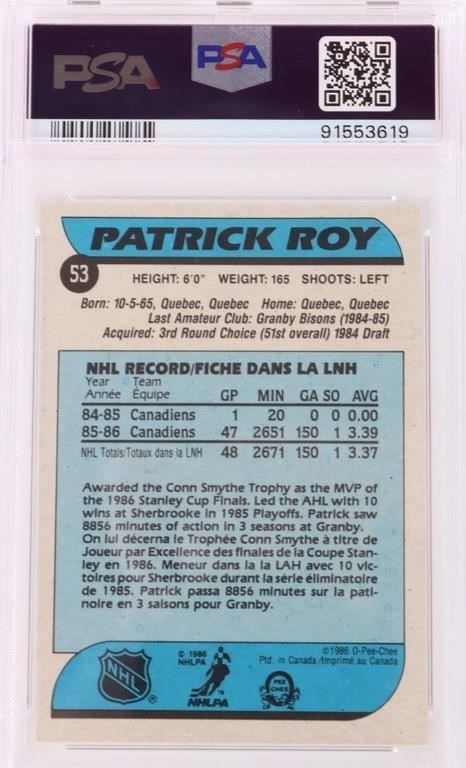 PSA
PSA
91553619
PATRICK ROY
53
HEIGHT: 6'0" WEIGHT: 165 SHOOTS: LEFT
Born: 10-5-65, Quebec, Quebec Home: Quebec, Quebec
Last Amateur Club: Granby Bisons (1984-85)
Acquired: 3rd Round Choice (51st overall) 1984 Draft
NHL RECORD/FICHE DANS LA LNH
Year Team
Année Équipe GP MIN GA SO AVG
84-85 Canadiens 1 20 0 0 0.00
85-86 Canadiens 47 2651 150 1 3.39
NHL Totals/Totaux dans la LNH 48 2671 150 1 3.37
Awarded the Conn Smythe Trophy as the MVP of
the 1986 Stanley Cup Finals. Led the AHL with 10
wins at Sherbrooke in 1985 Playoffs. Patrick saw
8856 minutes of action in 3 seasons at Granby.
On lui décerna le Trophée Conn Smythe à titre de
Joueur par Excellence des finales de la Coupe Stan-
ley en 1986. Meneur dans la la LAH avec 10 vic-
toires pour Sherbrooke durant la série éliminatoire
de 1985. Patrick passa 8856 minutes sur la pati-
noire en 3 saisons pour Granby.
© 1986
NHLPA
©1986 O-Pee-Chee
Ptd. in Canada/Imprimé au Canada
NHL
NHLPA
O
PEE
CHEE